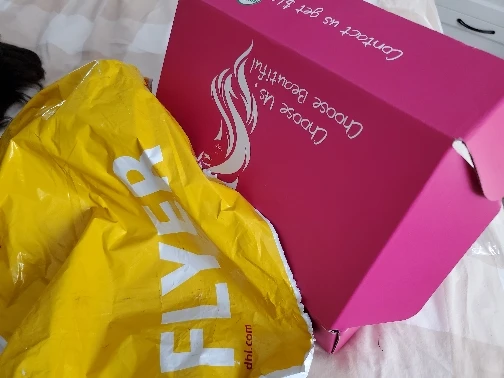 Contact us get $
Choose Us,
Choose Beautiful
FLYER
dhl.com